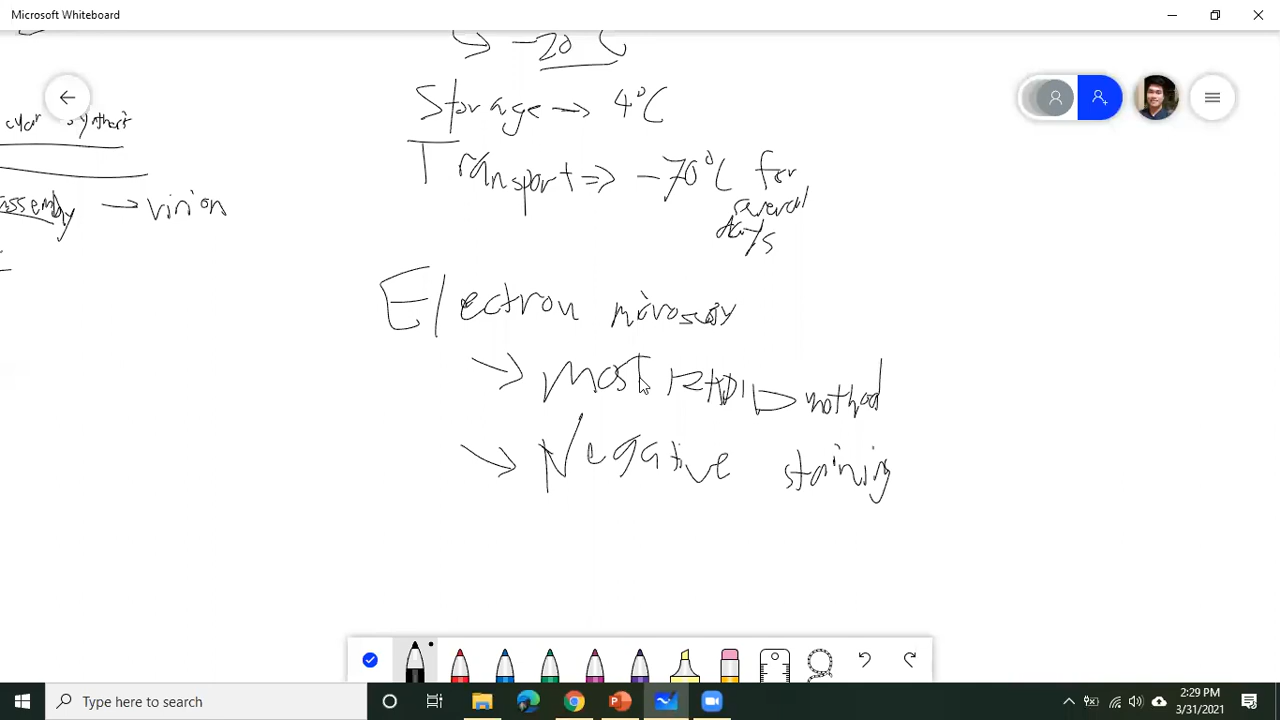 Microsoft Whiteboard
→ -20°C
Storage → 4°C
Transport ⇒ -70°C for
several
days
assembly → virion
Electron microscopy
→ most rapid method
→ Negative staining
Type here to search
2:29 PM
3/31/2021